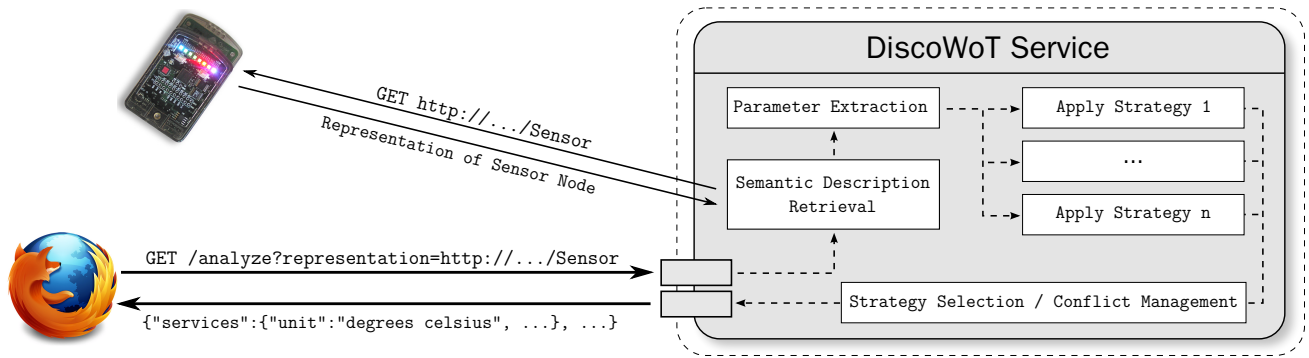 DiscoWoT Service
GET http://.../Sensor
Representation of Sensor Node
Parameter Extraction
Apply Strategy 1
...
Semantic Description
Retrieval
Apply Strategy n
GET /analyze?representation=http://.../Sensor
{"services":{"unit":"degrees celsius", ...}, ...}
Strategy Selection / Conflict Management